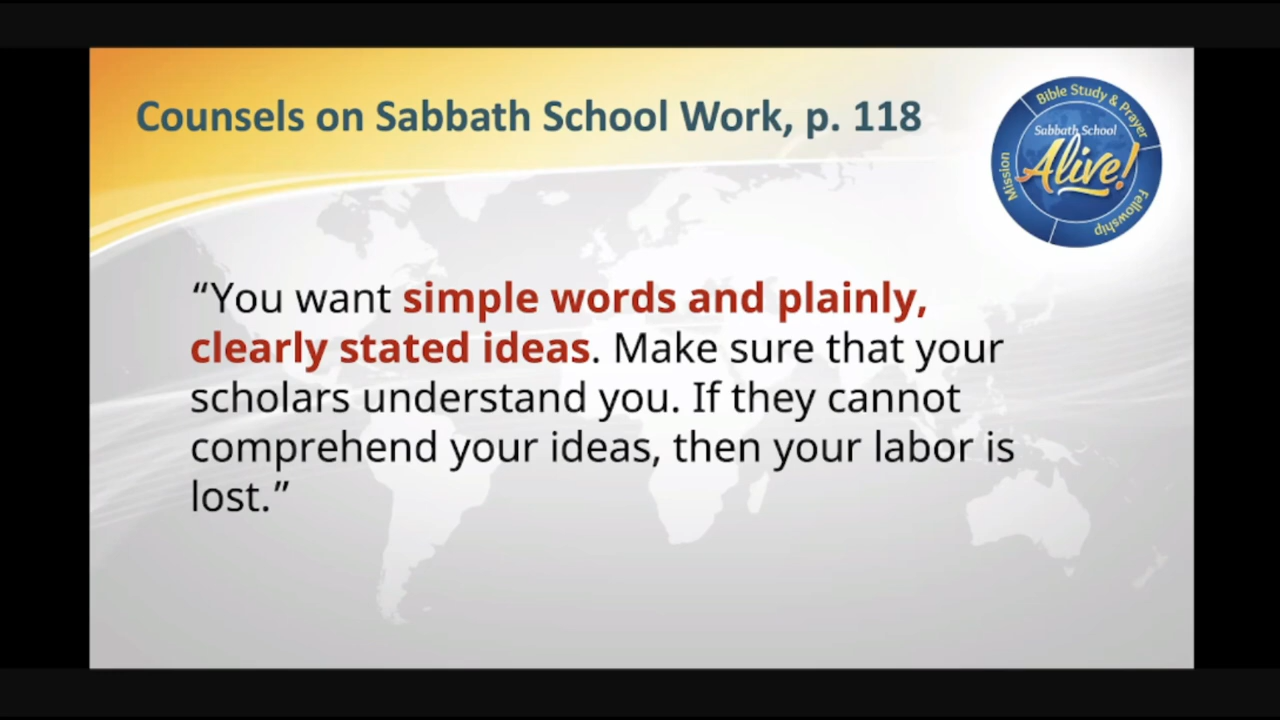 Counsels on Sabbath School Work, p. 118
Bible Study & Prayer
Sabbath School
Alive!
Mission
Fellowship
“You want simple words and plainly,
clearly stated ideas. Make sure that your
scholars understand you. If they cannot
comprehend your ideas, then your labor is
lost.”